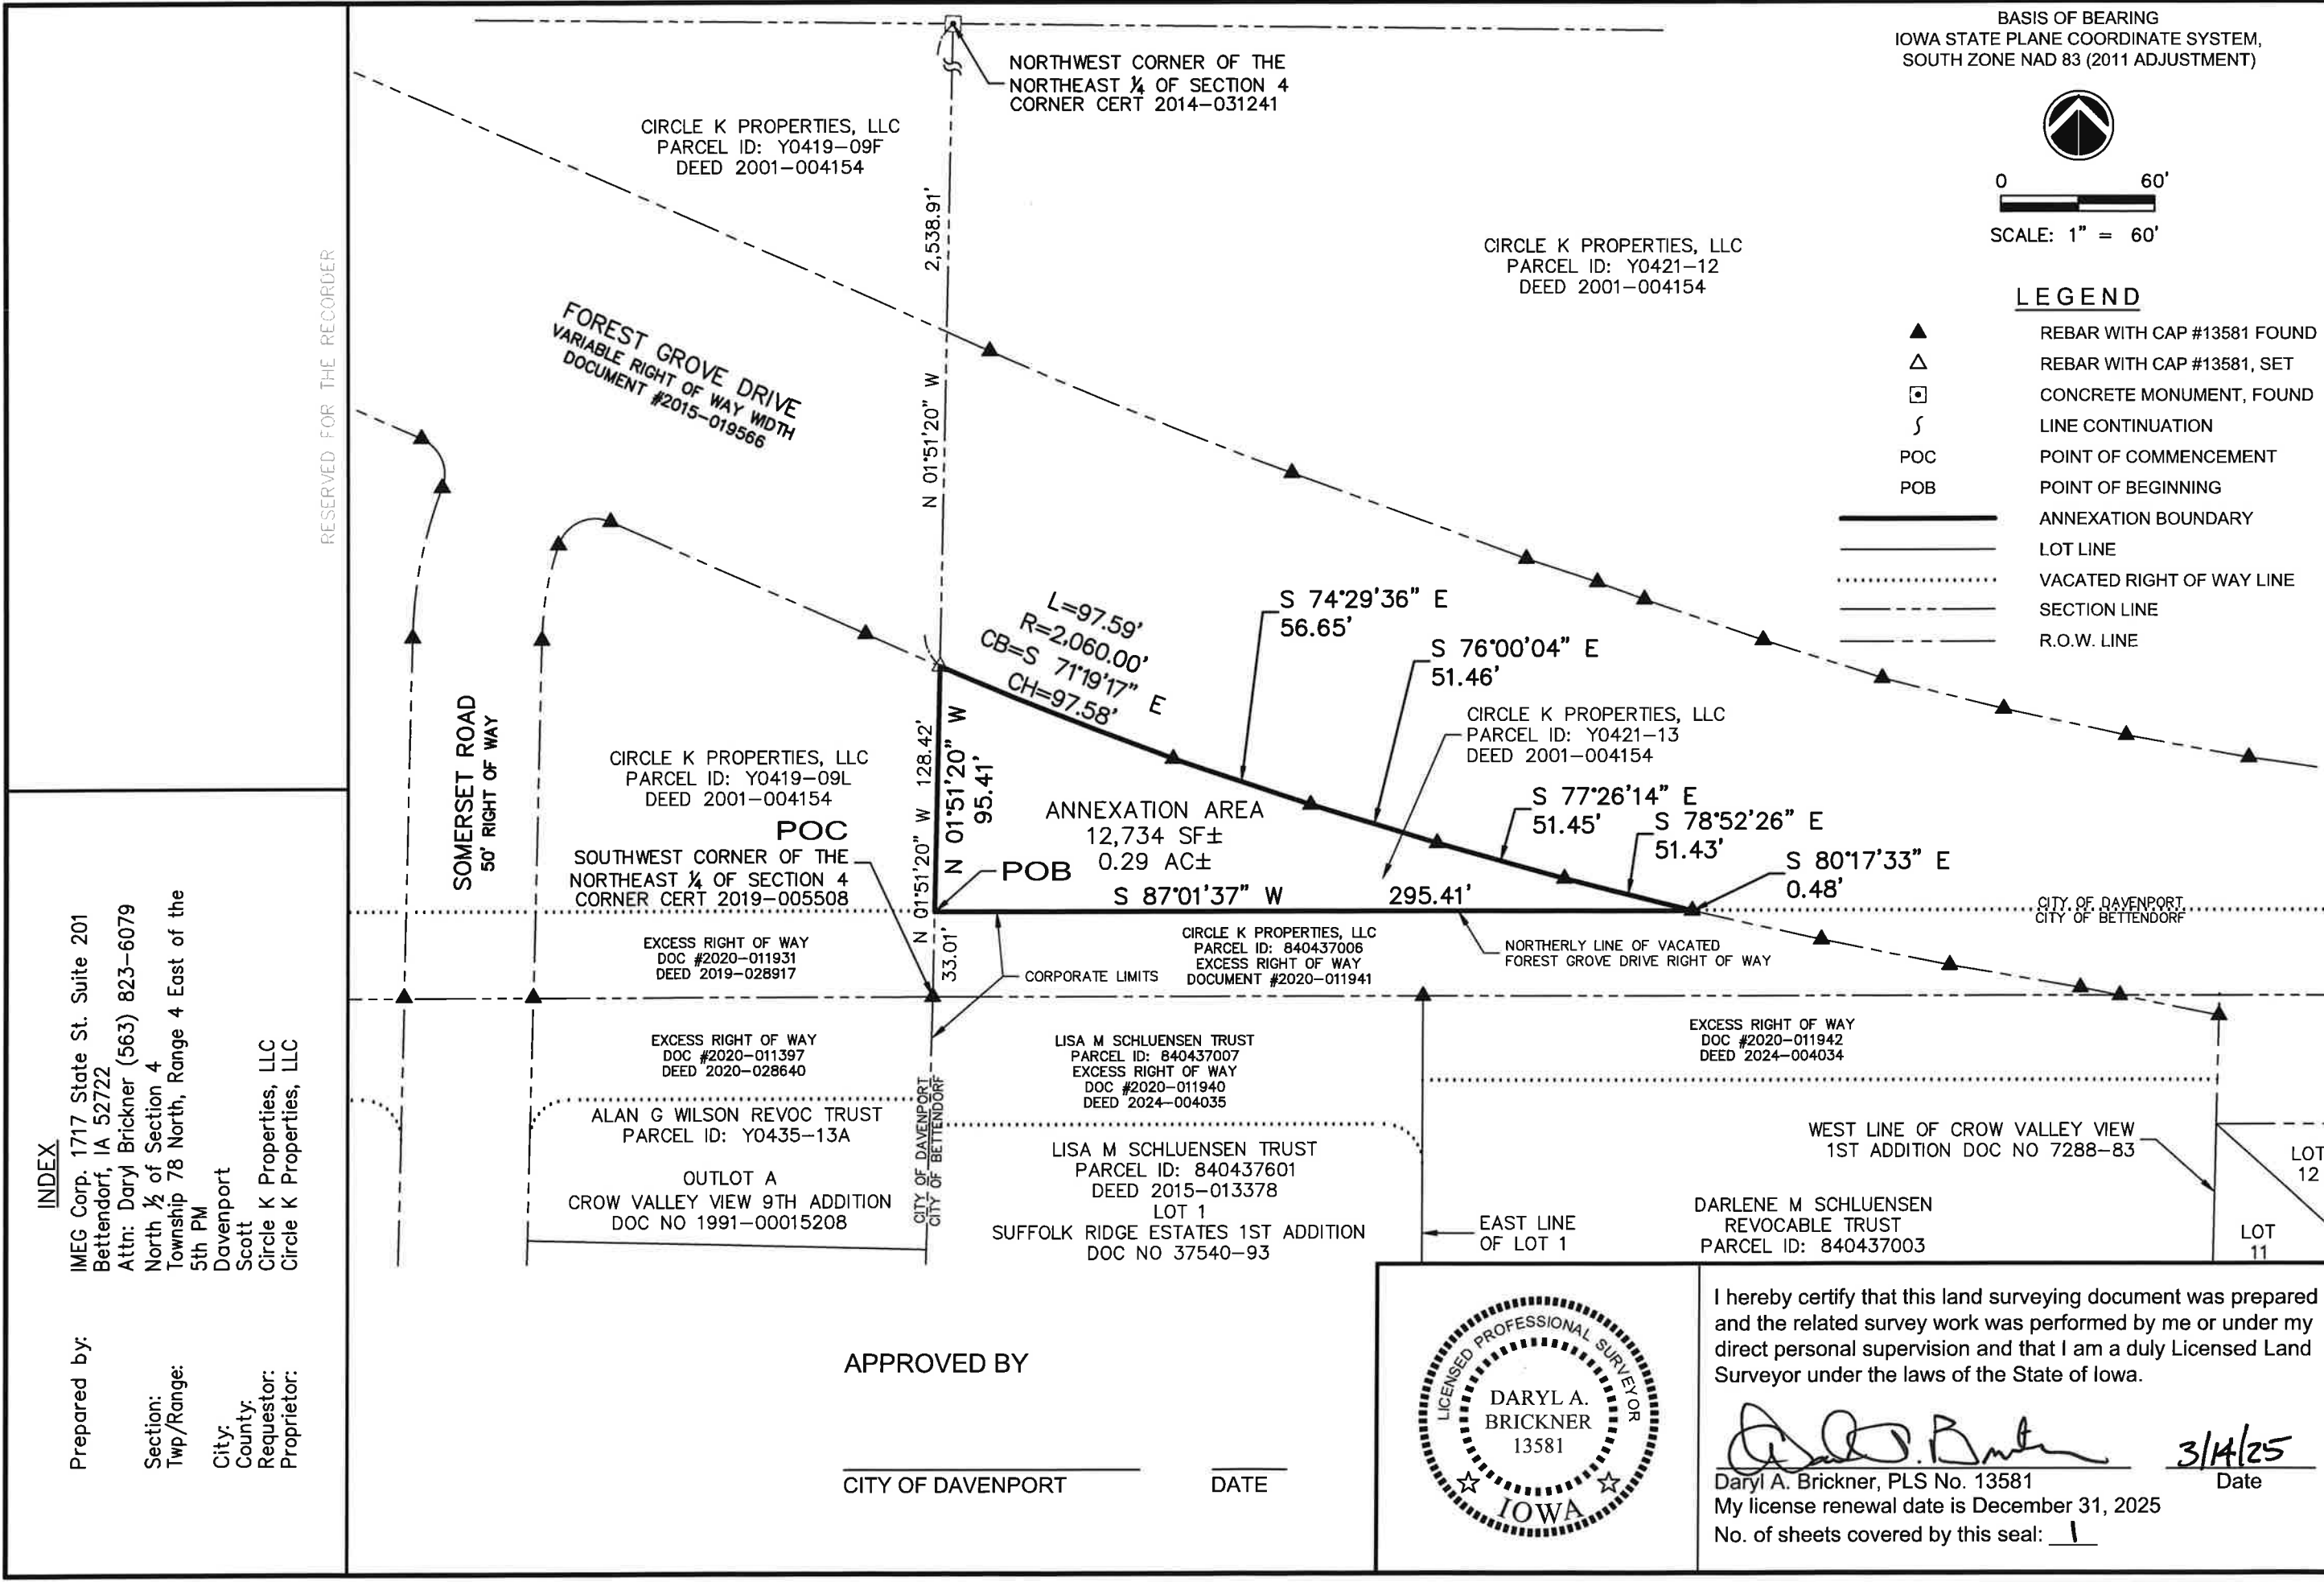 BASIS OF BEARING
IOWA STATE PLANE COORDINATE SYSTEM,
SOUTH ZONE NAD 83 (2011 ADJUSTMENT)
0 60'
SCALE: 1" = 60'
LEGEND
REBAR WITH CAP #13581 FOUND
REBAR WITH CAP #13581, SET
CONCRETE MONUMENT, FOUND
LINE CONTINUATION
POC POINT OF COMMENCEMENT
POB POINT OF BEGINNING
ANNEXATION BOUNDARY
LOT LINE
VACATED RIGHT OF WAY LINE
SECTION LINE
R.O.W. LINE
NORTHWEST CORNER OF THE
NORTHEAST ¼ OF SECTION 4
CORNER CERT 2014-031241
CIRCLE K PROPERTIES, LLC
PARCEL ID: Y0419-09F
DEED 2001-004154
2,538.91'
N 01°51'20" W
CIRCLE K PROPERTIES, LLC
PARCEL ID: Y0421-12
DEED 2001-004154
RESERVED FOR THE RECORDER
FOREST GROVE DRIVE
VARIABLE RIGHT OF WAY WIDTH
DOCUMENT #2015-019566
L=97.59'
R=2,060.00'
CB=S 71°19'17" E
CH=97.58'
S 74°29'36" E
56.65'
S 76°00'04" E
51.46'
CIRCLE K PROPERTIES, LLC
PARCEL ID: Y0421-13
DEED 2001-004154
S 77°26'14" E
51.45'
S 78°52'26" E
51.43'
S 80°17'33" E
0.48'
SOMERSET ROAD
50' RIGHT OF WAY
CIRCLE K PROPERTIES, LLC
PARCEL ID: Y0419-09L
DEED 2001-004154
POC
SOUTHWEST CORNER OF THE
NORTHEAST ¼ OF SECTION 4
CORNER CERT 2019-005508
N 01°51'20" W 128.42'
N 01°51'20" W
95.41'
ANNEXATION AREA
12,734 SF±
0.29 AC±
POB
S 87°01'37" W 295.41'
CITY OF DAVENPORT
CITY OF BETTENDORF
EXCESS RIGHT OF WAY
DOC #2020-011931
DEED 2019-028917
33.01'
CORPORATE LIMITS
CIRCLE K PROPERTIES, LLC
PARCEL ID: 840437006
EXCESS RIGHT OF WAY
DOCUMENT #2020-011941
NORTHERLY LINE OF VACATED
FOREST GROVE DRIVE RIGHT OF WAY
EXCESS RIGHT OF WAY
DOC #2020-011397
DEED 2020-028640
LISA M SCHLUENSEN TRUST
PARCEL ID: 840437007
EXCESS RIGHT OF WAY
DOC #2020-011940
DEED 2024-004035
EXCESS RIGHT OF WAY
DOC #2020-011942
DEED 2024-004034
ALAN G WILSON REVOC TRUST
PARCEL ID: Y0435-13A
OUTLOT A
CROW VALLEY VIEW 9TH ADDITION
DOC NO 1991-00015208
CITY OF DAVENPORT
CITY OF BETTENDORF
LISA M SCHLUENSEN TRUST
PARCEL ID: 840437601
DEED 2015-013378
LOT 1
SUFFOLK RIDGE ESTATES 1ST ADDITION
DOC NO 37540-93
EAST LINE
OF LOT 1
WEST LINE OF CROW VALLEY VIEW
1ST ADDITION DOC NO 7288-83
DARLENE M SCHLUENSEN
REVOCABLE TRUST
PARCEL ID: 840437003
LOT
12
LOT
11
INDEX
Prepared by: IMEG Corp. 1717 State St. Suite 201
Bettendorf, IA 52722
Attn: Daryl Brickner (563) 823-6079
Section: North ½ of Section 4
Twp/Range: Township 78 North, Range 4 East of the
5th PM
City: Davenport
County: Scott
Requestor: Circle K Properties, LLC
Proprietor: Circle K Properties, LLC
APPROVED BY
CITY OF DAVENPORT DATE
LICENSED PROFESSIONAL SURVEYOR
DARYL A.
BRICKNER
13581
IOWA
I hereby certify that this land surveying document was prepared
and the related survey work was performed by me or under my
direct personal supervision and that I am a duly Licensed Land
Surveyor under the laws of the State of Iowa.
3/14/25
Daryl A. Brickner, PLS No. 13581 Date
My license renewal date is December 31, 2025
No. of sheets covered by this seal: 1